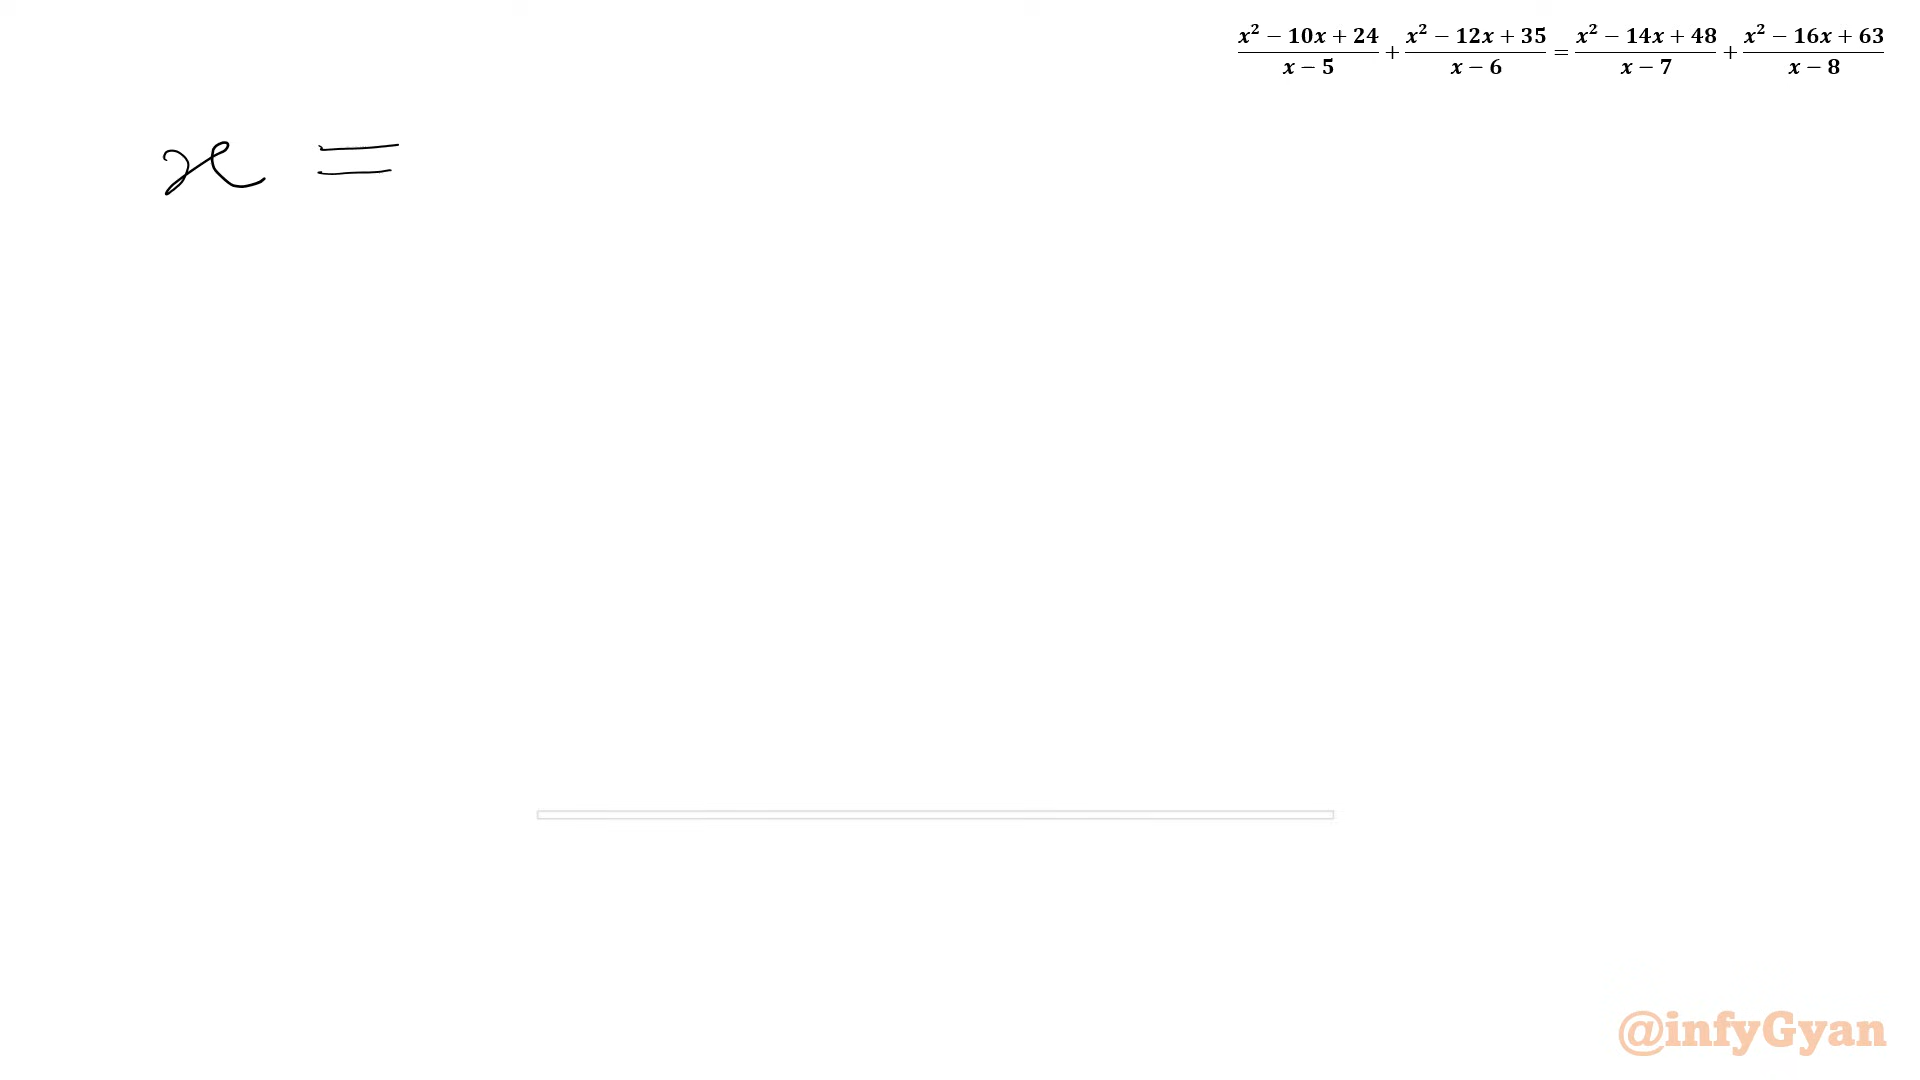 x² − 10x + 24 / x − 5 + x² − 12x + 35 / x − 6 = x² − 14x + 48 / x − 7 + x² − 16x + 63 / x − 8
x =
@infyGyan